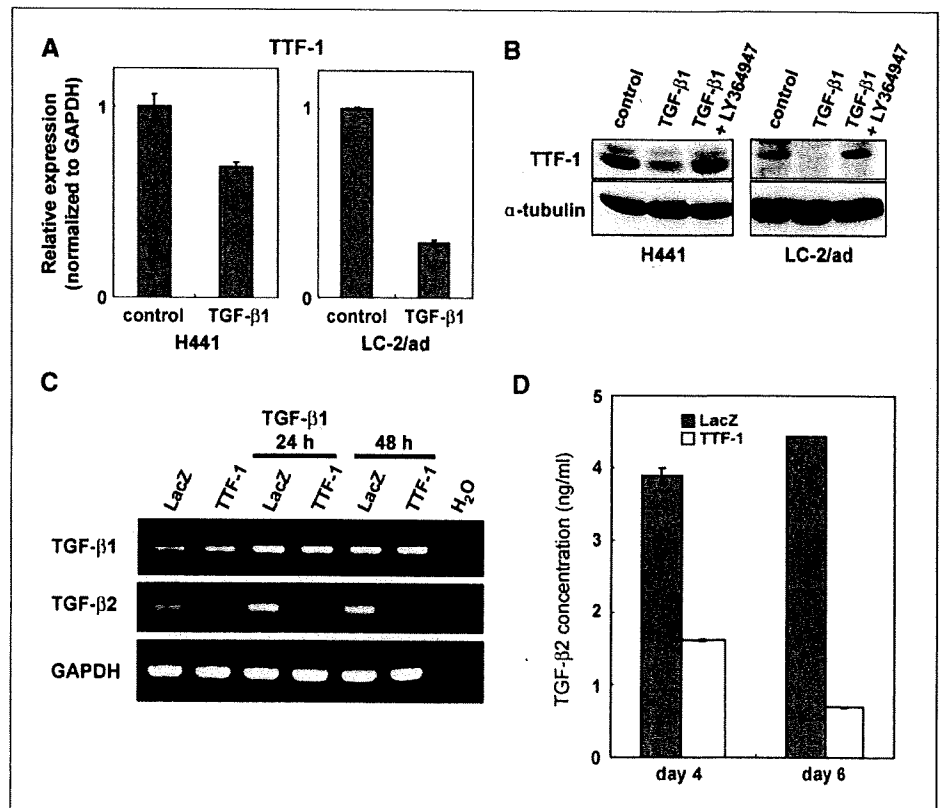 A
TTF-1
Relative expression
(normalized to GAPDH)
1
0
control TGF-β1
H441
1
0
control TGF-β1
LC-2/ad
B
control
TGF-β1
TGF-β1
+ LY364947
control
TGF-β1
TGF-β1
+ LY364947
TTF-1
α-tubulin
H441 LC-2/ad
C
TGF-β1
24 h 48 h
LacZ TTF-1 LacZ TTF-1 LacZ TTF-1 H₂O
TGF-β1
TGF-β2
GAPDH
D
TGF-β2 concentration (ng/ml)
5
4
3
2
1
0
LacZ
TTF-1
day 4 day 6